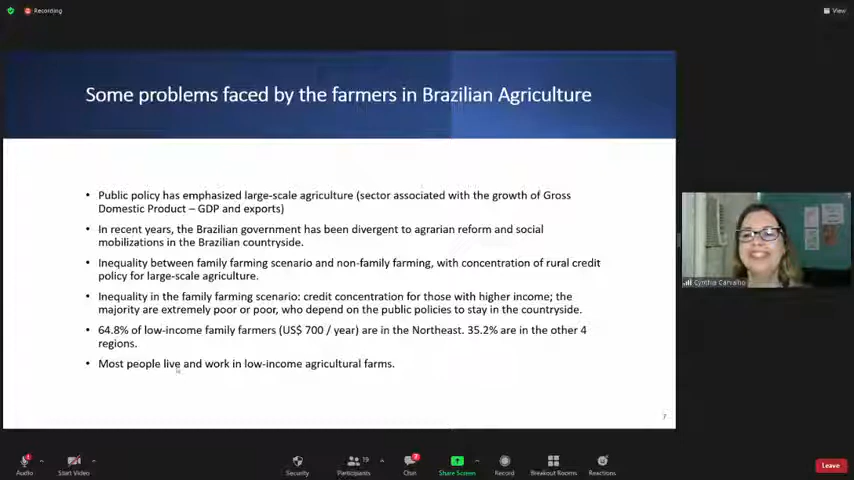 Recording
View
Some problems faced by the farmers in Brazilian Agriculture
• Public policy has emphasized large-scale agriculture (sector associated with the growth of Gross
Domestic Product – GDP and exports)
• In recent years, the Brazilian government has been divergent to agrarian reform and social
mobilizations in the Brazilian countryside.
• Inequality between family farming scenario and non-family farming, with concentration of rural credit
policy for large-scale agriculture.
• Inequality in the family farming scenario: credit concentration for those with higher income; the
majority are extremely poor or poor, who depend on the public policies to stay in the countryside.
• 64.8% of low-income family farmers (US$ 700 / year) are in the Northeast. 35.2% are in the other 4
regions.
• Most people live and work in low-income agricultural farms.
7
Cynthia Carvalho
Audio
Start Video
Security
Participants
19
Chat
Share Screen
Record
Breakout Rooms
Reactions
Leave